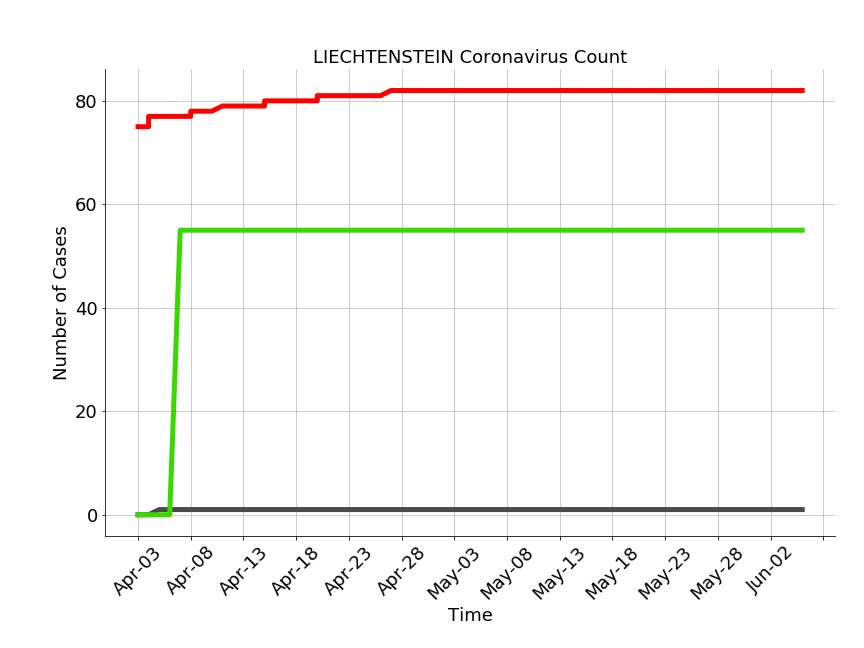 LIECHTENSTEIN Coronavirus Count
80
60
40
20
0
Number of Cases
Apr-03
Apr-08
Apr-13
Apr-18
Apr-23
Apr-28
May-03
May-08
May-13
May-18
May-23
May-28
Jun-02
Time